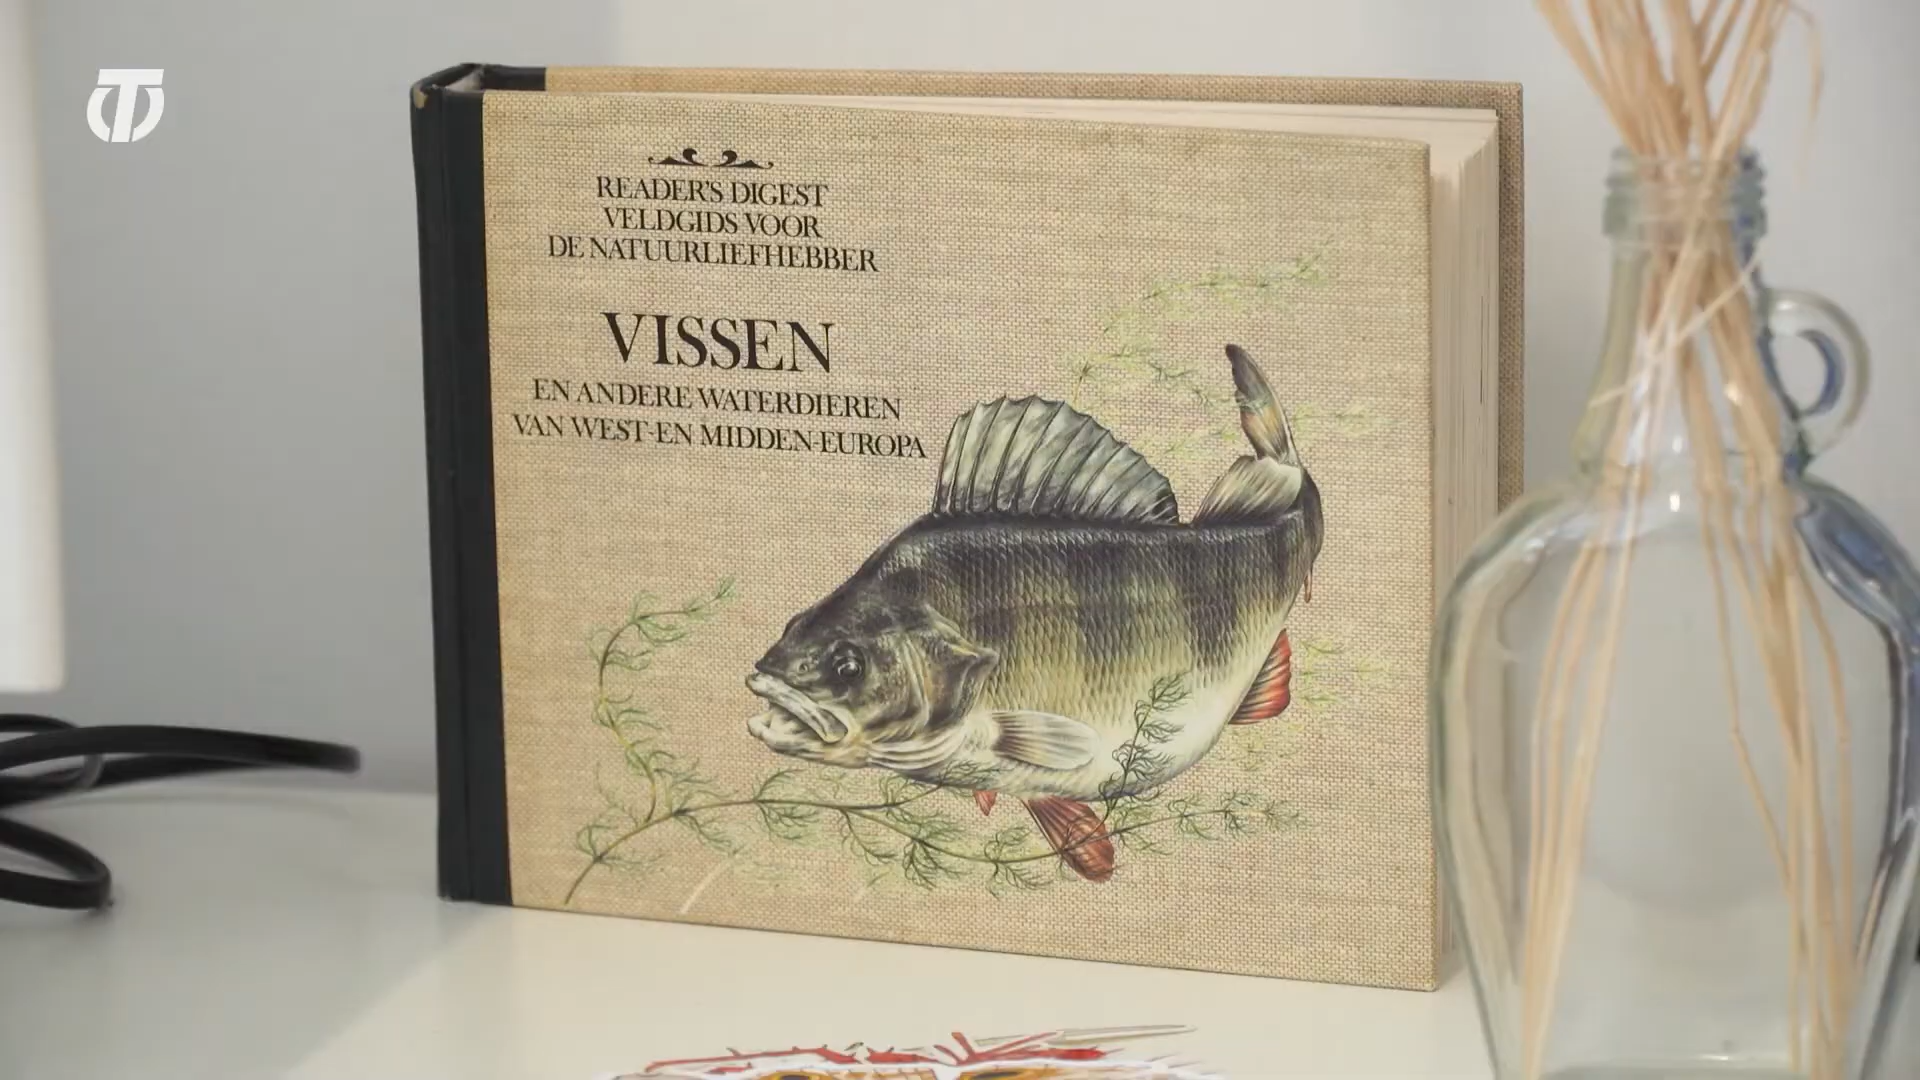 READER'S DIGEST
VELDGIDS VOOR
DE NATUURLIEFHEBBER
VISSEN
EN ANDERE WATERDIEREN
VAN WEST-EN MIDDEN-EUROPA